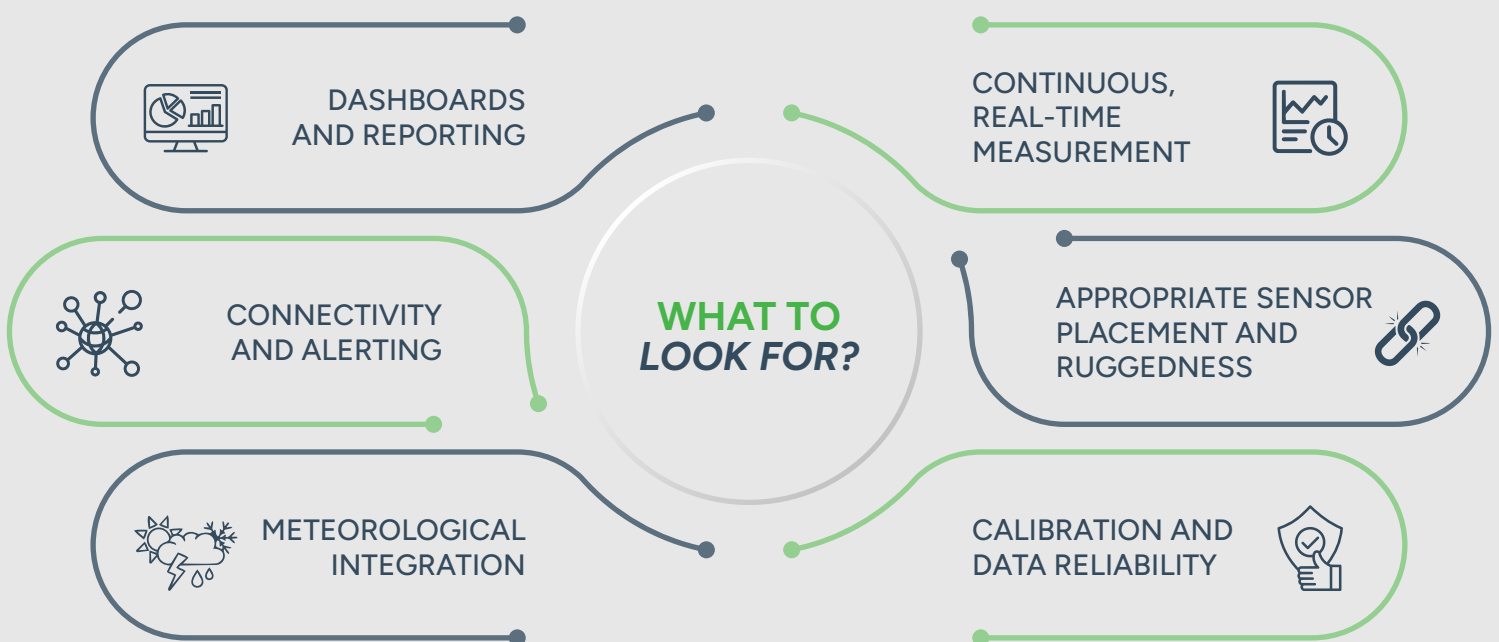 DASHBOARDS
AND REPORTING
CONTINUOUS,
REAL-TIME
MEASUREMENT
CONNECTIVITY
AND ALERTING
WHAT TO
LOOK FOR?
APPROPRIATE SENSOR
PLACEMENT AND
RUGGEDNESS
METEOROLOGICAL
INTEGRATION
CALIBRATION AND
DATA RELIABILITY